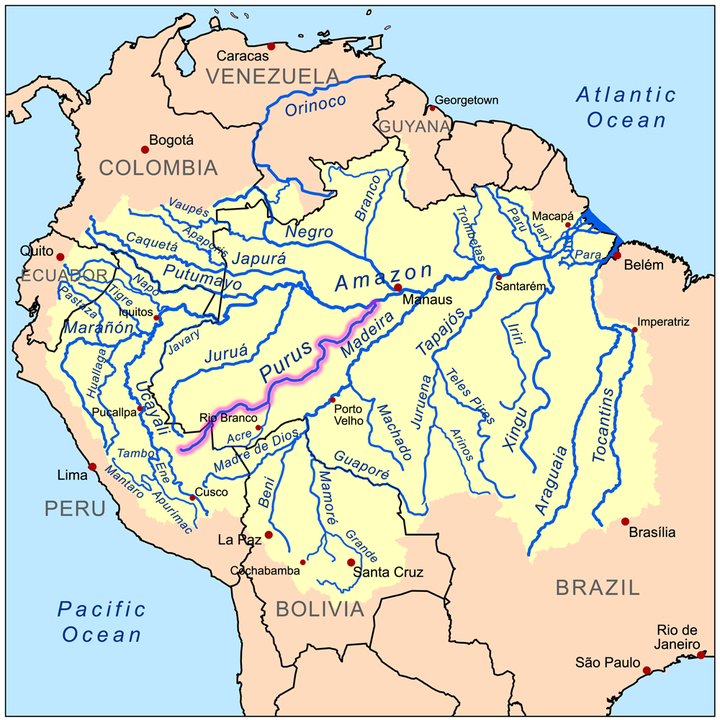 Caracas
VENEZUELA
Orinoco
Georgetown
GUYANA
Atlantic
Ocean
Bogotá
COLOMBIA
Vaupés
Branco
Trombetas
Paru
Jari
Macapá
Apaporis
Negro
Caquetá
Japurá
Para
Quito
ECUADOR
Putumayo
Amazon
Belém
Napo
Tigre
Pastaza
Iquitos
Manaus
Santarém
Marañón
Javary
Juruá
Purus
Madeira
Tapajós
Iriri
Imperatriz
Huallaga
Ucayali
Pucallpa
Rio Branco
Acre
Porto
Velho
Machado
Juruena
Teles Pires
Arinos
Xingu
Araguaia
Tocantins
Tambo
Ene
Madre de Dios
Guaporé
Lima
Mantaro
Apurimac
Cusco
Beni
Mamoré
PERU
La Paz
Grande
Brasília
Cochabamba
Santa Cruz
BOLIVIA
BRAZIL
Pacific
Ocean
Rio de
Janeiro
São Paulo